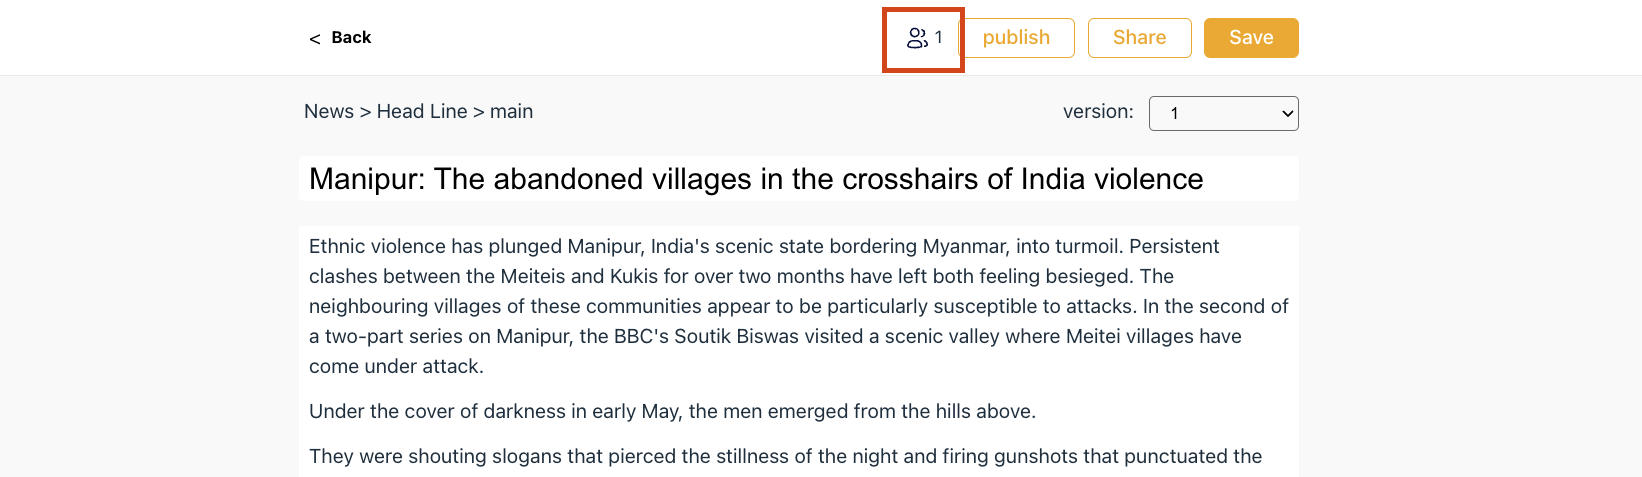 < Back
1
publish
Share
Save
News > Head Line > main
version:
1
Manipur: The abandoned villages in the crosshairs of India violence
Ethnic violence has plunged Manipur, India's scenic state bordering Myanmar, into turmoil. Persistent
clashes between the Meiteis and Kukis for over two months have left both feeling besieged. The
neighbouring villages of these communities appear to be particularly susceptible to attacks. In the second of
a two-part series on Manipur, the BBC's Soutik Biswas visited a scenic valley where Meitei villages have
come under attack.
Under the cover of darkness in early May, the men emerged from the hills above.
They were shouting slogans that pierced the stillness of the night and firing gunshots that punctuated the